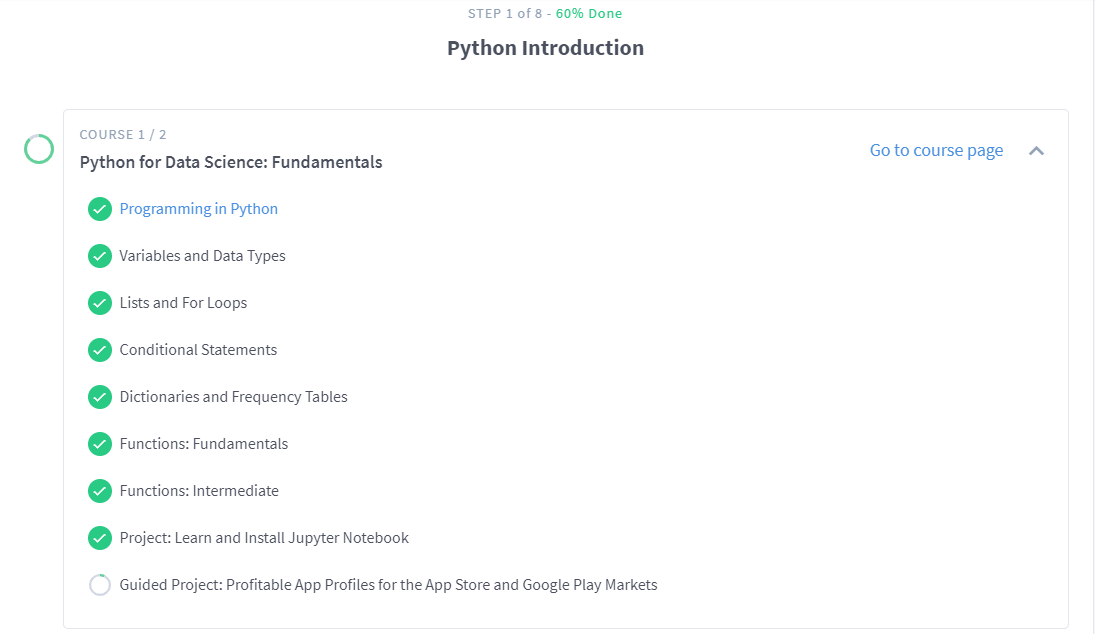 STEP 1 of 8 - 60% Done
Python Introduction
COURSE 1 / 2
Python for Data Science: Fundamentals
Go to course page
Programming in Python
Variables and Data Types
Lists and For Loops
Conditional Statements
Dictionaries and Frequency Tables
Functions: Fundamentals
Functions: Intermediate
Project: Learn and Install Jupyter Notebook
Guided Project: Profitable App Profiles for the App Store and Google Play Markets